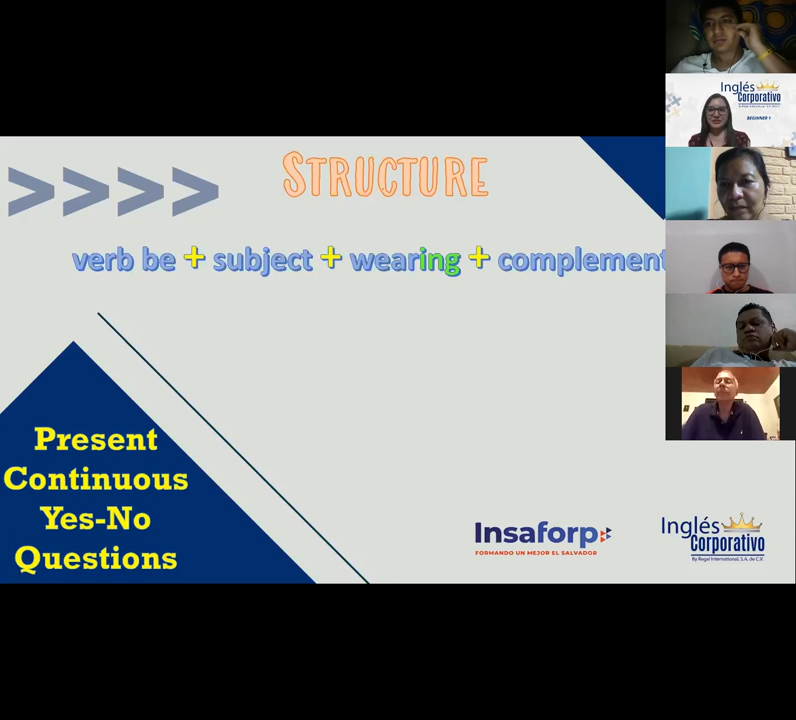 STRUCTURE
verb be + subject + wearing + complement
Present
Continuous
Yes-No
Questions
Insaforp
FORMANDO UN MEJOR EL SALVADOR
Inglés
Corporativo
By Regal International, S.A. de C.V.
Inglés
Corporativo
BEGINNER 1